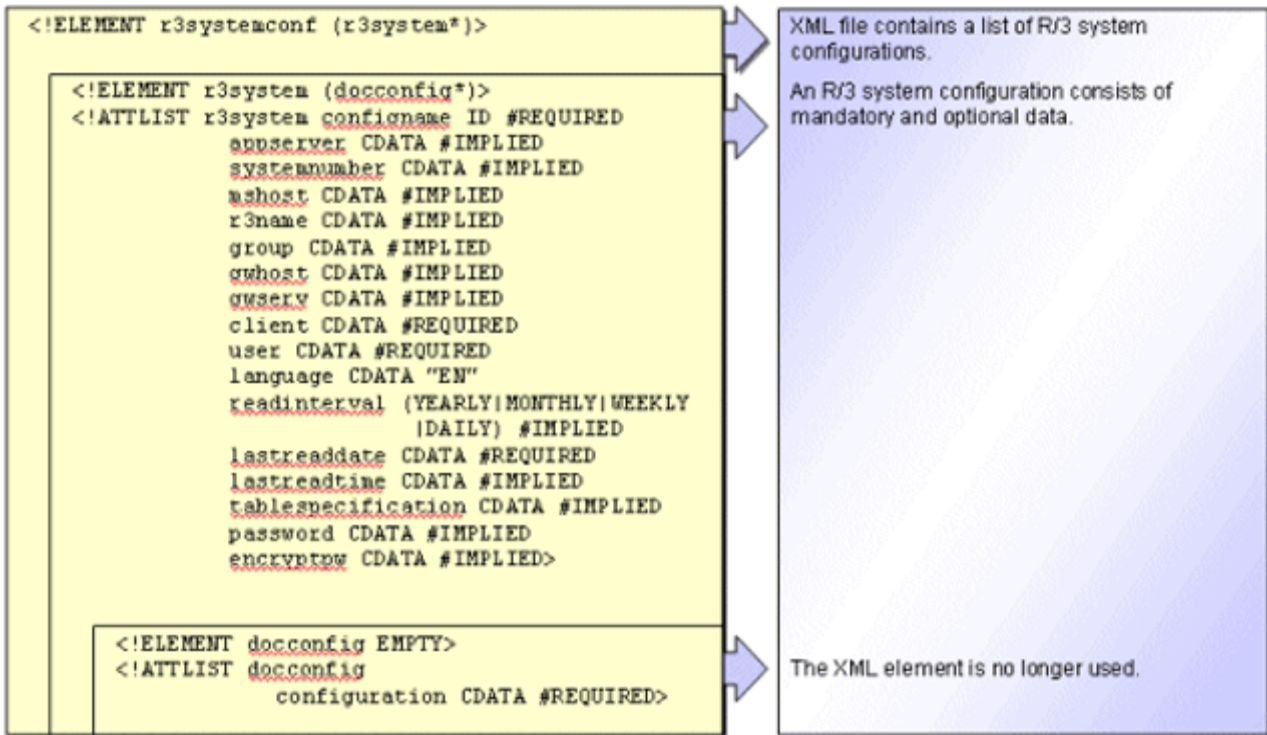 <!ELEMENT r3systemconf (r3system*)>
XML file contains a list of R/3 system
configurations.
<!ELEMENT r3system (docconfig*)>
<!ATTLIST r3system configname ID #REQUIRED
appserver CDATA #IMPLIED
systemnumber CDATA #IMPLIED
mshost CDATA #IMPLIED
r3name CDATA #IMPLIED
group CDATA #IMPLIED
gwhost CDATA #IMPLIED
gwserv CDATA #IMPLIED
client CDATA #REQUIRED
user CDATA #REQUIRED
language CDATA "EN"
readinterval (YEARLY|MONTHLY|WEEKLY
|DAILY) #IMPLIED
lastreaddate CDATA #REQUIRED
lastreadtime CDATA #IMPLIED
tablespecification CDATA #IMPLIED
password CDATA #IMPLIED
encryptpw CDATA #IMPLIED>
An R/3 system configuration consists of
mandatory and optional data.
<!ELEMENT docconfig EMPTY>
<!ATTLIST docconfig
configuration CDATA #REQUIRED>
The XML element is no longer used.